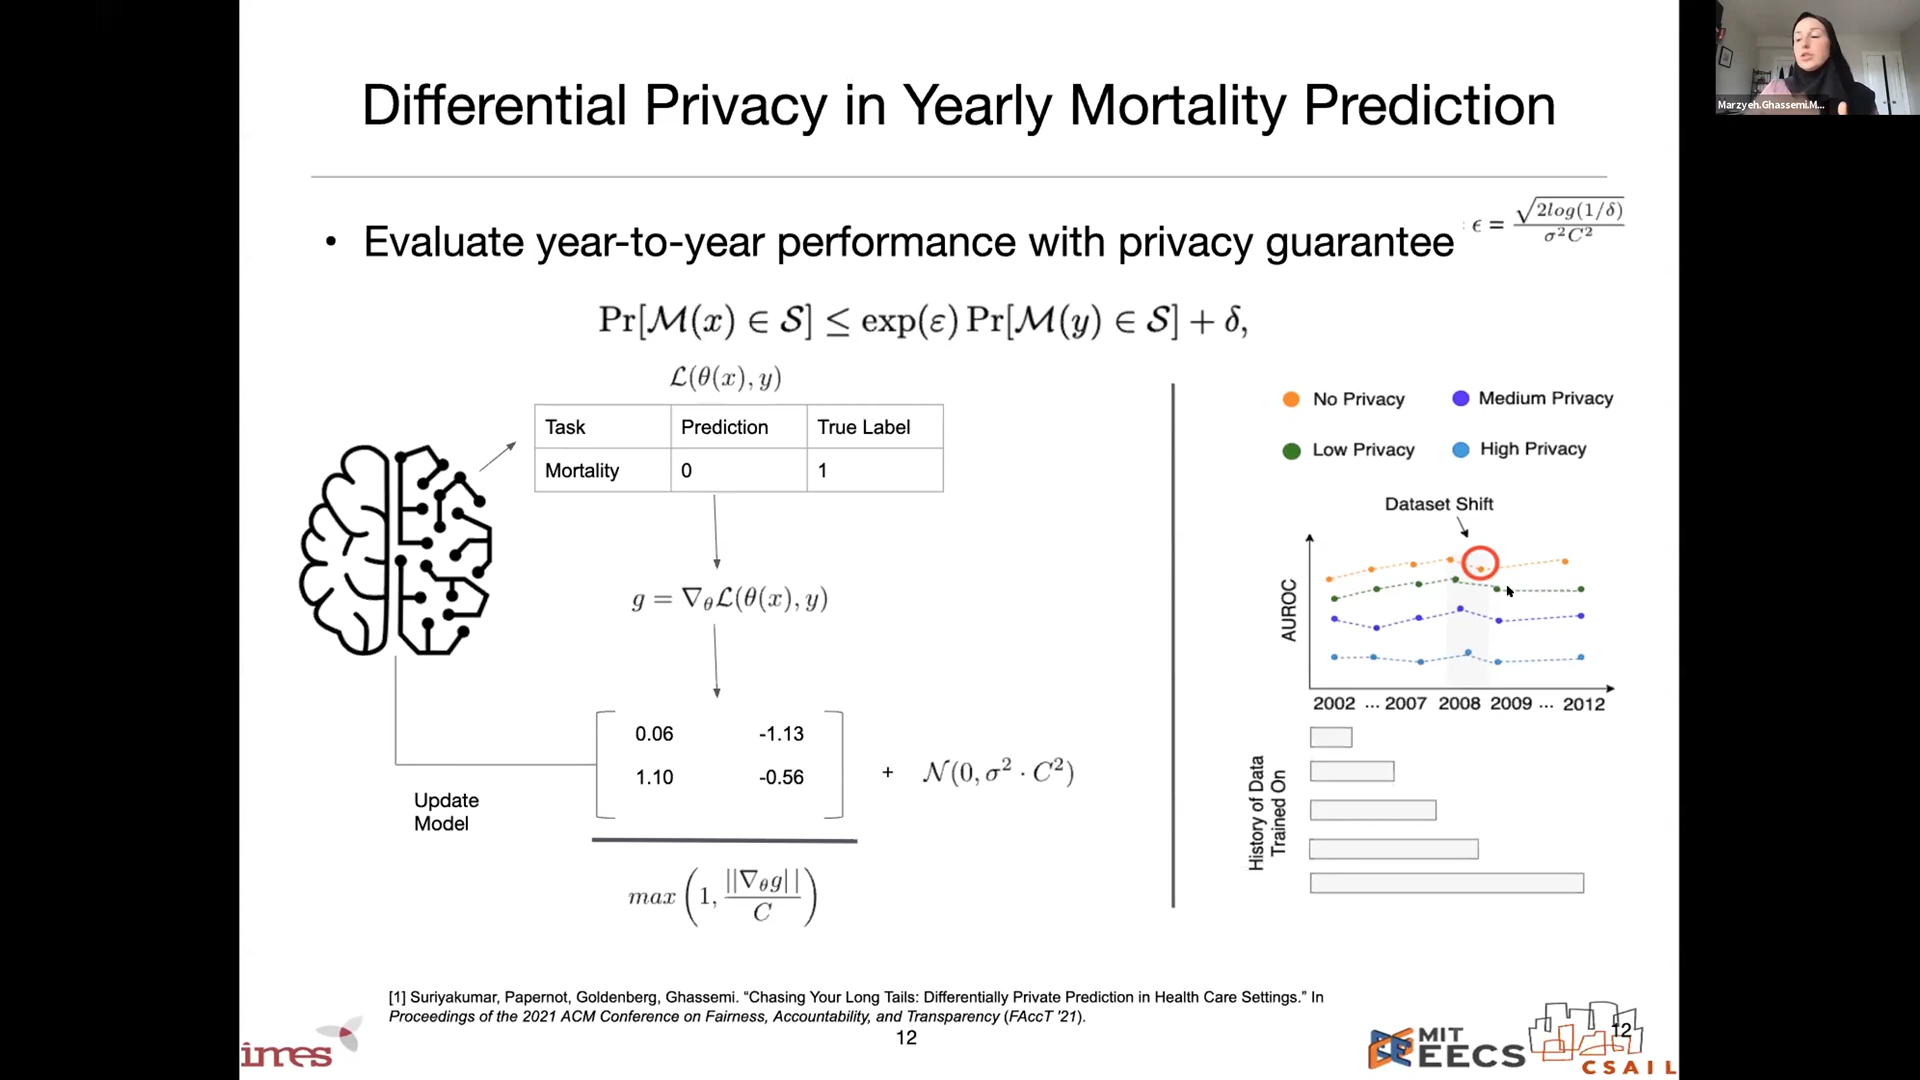 Differential Privacy in Yearly Mortality Prediction
Marzyeh.Ghassemi.M...
• Evaluate year-to-year performance with privacy guarantee : ϵ = √2log(1/δ) / σ²C²
Pr[ℳ(x) ∈ 𝒮] ≤ exp(ε) Pr[ℳ(y) ∈ 𝒮] + δ,
ℒ(θ(x), y)
Task Prediction True Label
Mortality 0 1
g = ∇θℒ(θ(x), y)
0.06 -1.13
1.10 -0.56
+ 𝒩(0, σ² · C²)
max(1, ||∇θg|| / C)
Update
Model
No Privacy Medium Privacy
Low Privacy High Privacy
Dataset Shift
AUROC
2002 ... 2007 2008 2009 ... 2012
History of Data
Trained On
[1] Suriyakumar, Papernot, Goldenberg, Ghassemi. “Chasing Your Long Tails: Differentially Private Prediction in Health Care Settings.” In
Proceedings of the 2021 ACM Conference on Fairness, Accountability, and Transparency (FAccT '21).
12
imes
MIT
EECS
12
CSAIL